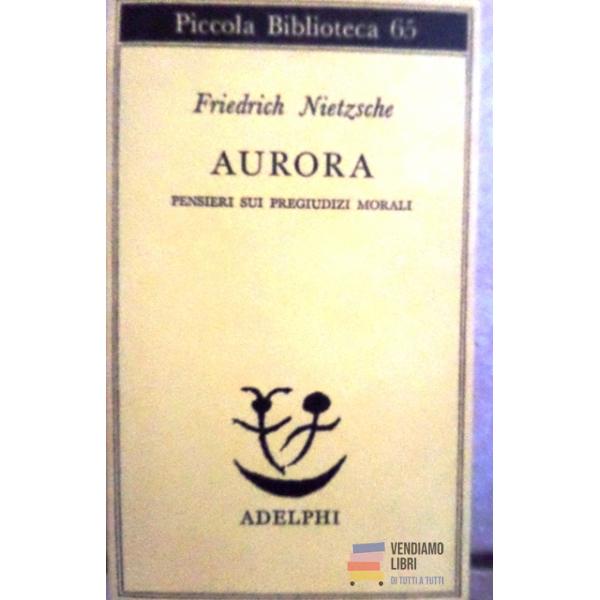 Piccola Biblioteca 65
Friedrich Nietzsche
AURORA
PENSIERI SUI PREGIUDIZI MORALI
ADELPHI
VENDIAMO
LIBRI
DI TUTTI A TUTTI